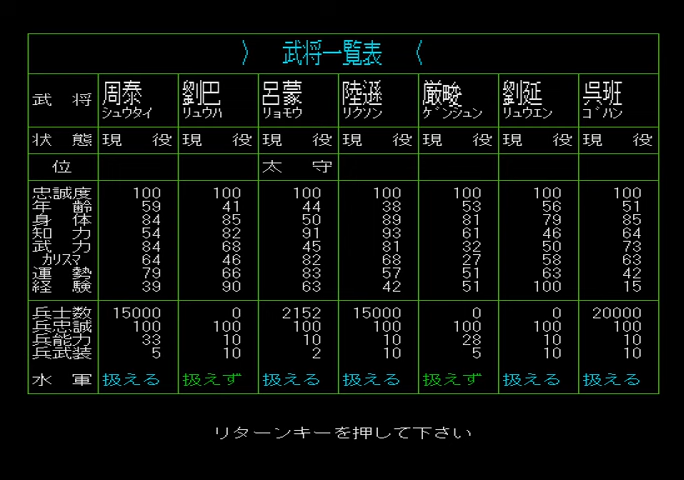 〉 武将一覧表 〈
武 将 周泰 劉巴 呂蒙 陸遜 厳畯 劉延 呉班
シュウタイ リュウハ リョモウ リクソン ゲンシュン リュウエン ゴハン
状 態 現 役 現 役 現 役 現 役 現 役 現 役 現 役
位 太 守
忠誠度 100 100 100 100 100 100 100
年 齢 59 41 44 38 53 56 51
身 体 84 85 50 89 81 79 85
知 力 54 82 91 93 61 46 64
武 力 84 68 45 81 32 50 73
カリスマ 64 46 82 68 27 58 63
運 勢 79 66 83 57 51 63 42
経 験 39 90 63 42 51 100 15
兵士数 15000 0 2152 15000 0 0 20000
兵忠誠 100 100 100 100 100 100 100
兵能力 33 10 10 10 28 10 10
兵武装 5 10 2 10 5 10 10
水 軍 扱える 扱えず 扱える 扱える 扱えず 扱える 扱える
リターンキーを押して下さい